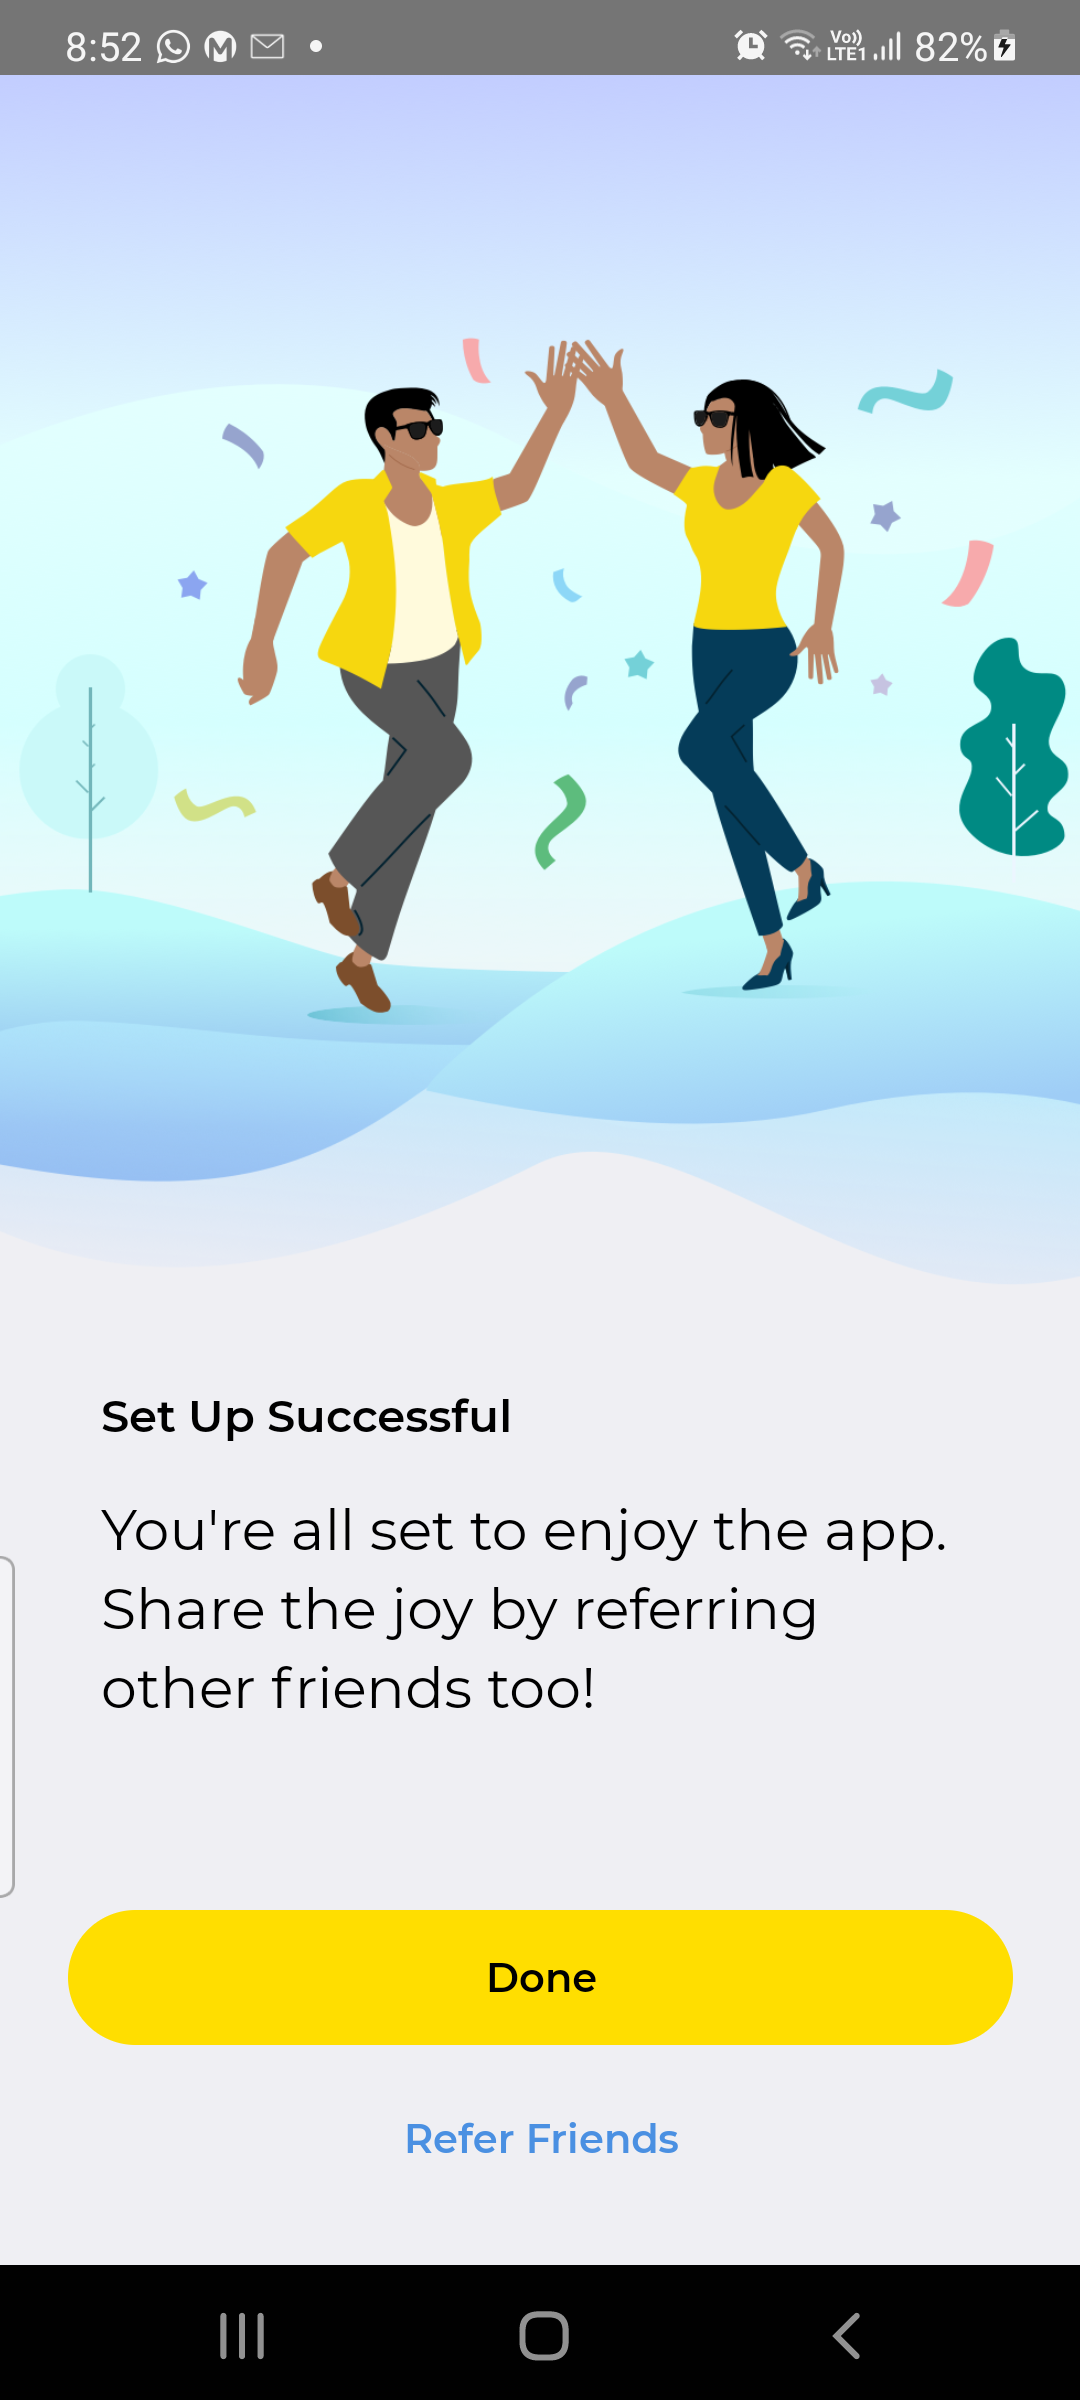 8:52
Vo))
LTE1
82%
Set Up Successful
You're all set to enjoy the app.
Share the joy by referring
other friends too!
Done
Refer Friends